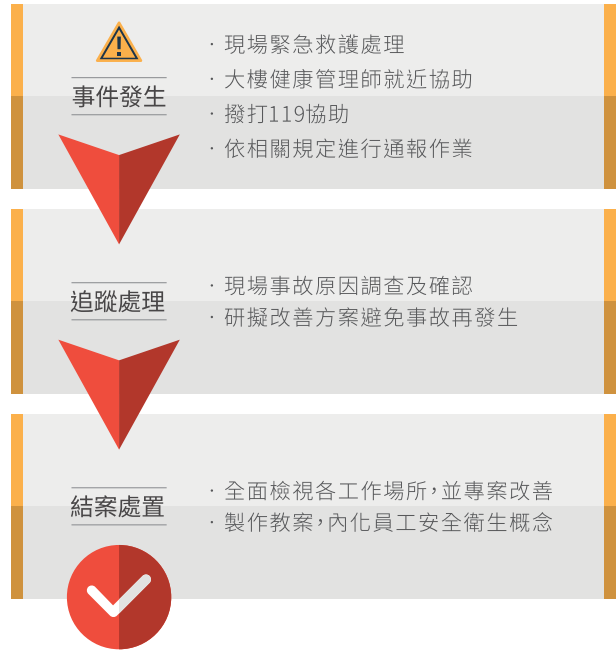 事件發生
· 現場緊急救護處理
· 大樓健康管理師就近協助
· 撥打119協助
· 依相關規定進行通報作業
追蹤處理
· 現場事故原因調查及確認
· 研擬改善方案避免事故再發生
結案處置
· 全面檢視各工作場所，並專案改善
· 製作教案，內化員工安全衛生概念